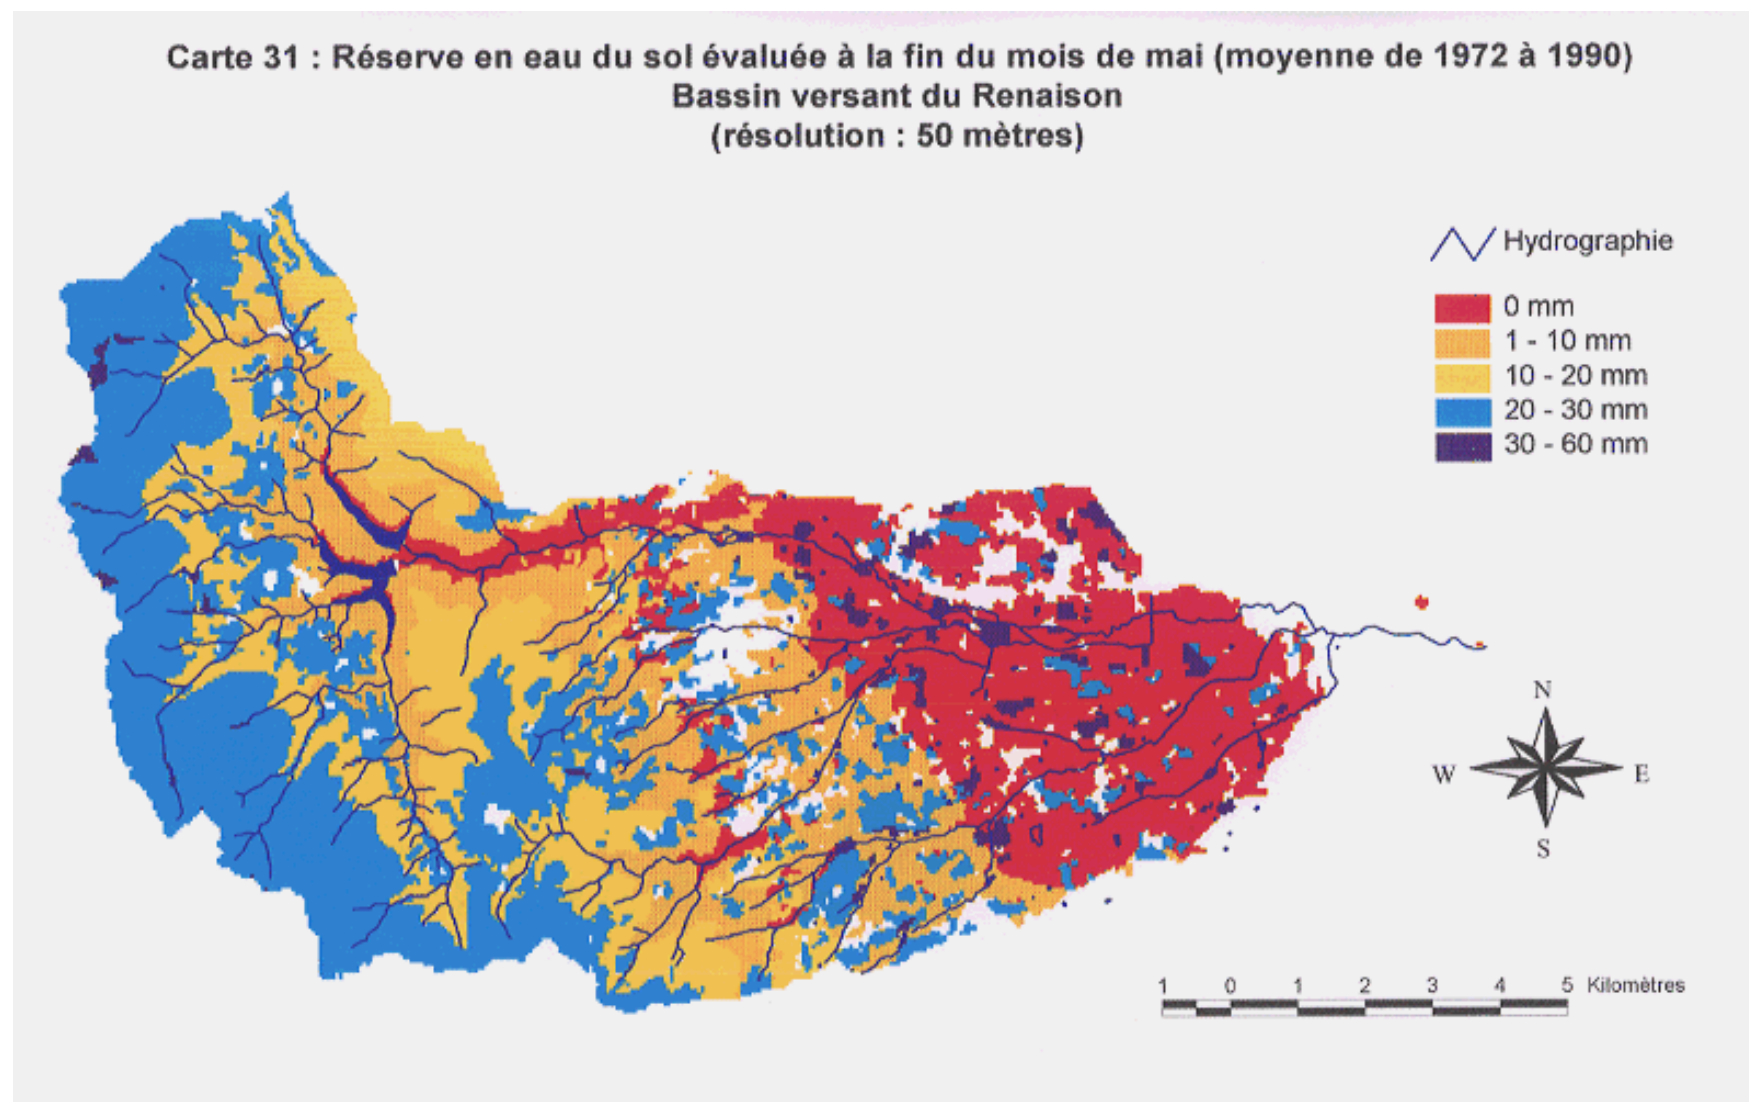 Carte 31 : Réserve en eau du sol évaluée à la fin du mois de mai (moyenne de 1972 à 1990)
Bassin versant du Renaison
(résolution : 50 mètres)
Hydrographie
0 mm
1 - 10 mm
10 - 20 mm
20 - 30 mm
30 - 60 mm
N
W E
S
1 0 1 2 3 4 5 Kilomètres